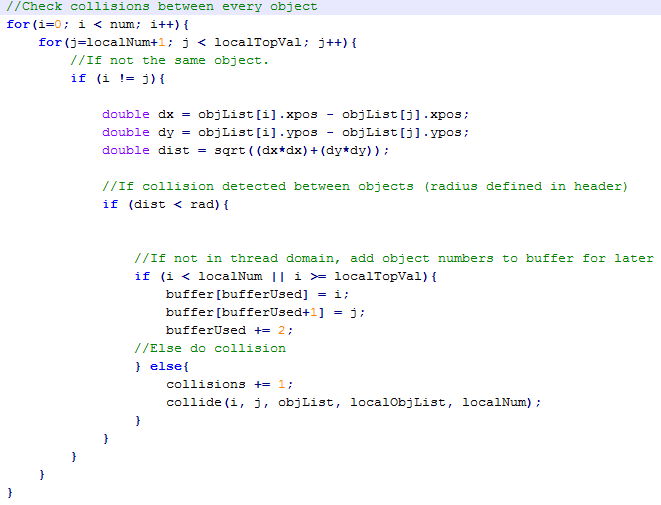 //Check collisions between every object
for(i=0; i < num; i++){
    for(j=localNum+1; j < localTopVal; j++){
        //If not the same object.
        if (i != j){
            double dx = objList[i].xpos - objList[j].xpos;
            double dy = objList[i].ypos - objList[j].ypos;
            double dist = sqrt((dx*dx)+(dy*dy));
            //If collision detected between objects (radius defined in header)
            if (dist < rad){
                //If not in thread domain, add object numbers to buffer for later
                if (i < localNum || i >= localTopVal){
                    buffer[bufferUsed] = i;
                    buffer[bufferUsed+1] = j;
                    bufferUsed += 2;
                //Else do collision
                } else{
                    collisions += 1;
                    collide(i, j, objList, localObjList, localNum);
                }
            }
        }
    }
}